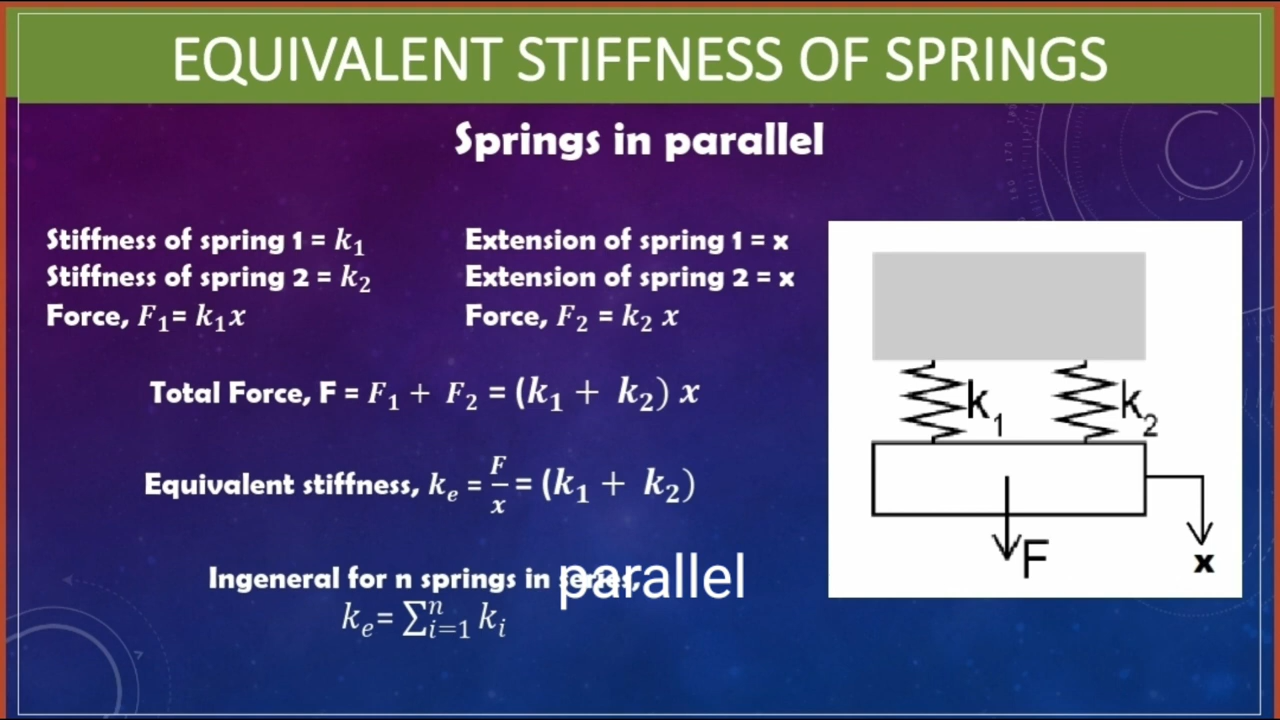 EQUIVALENT STIFFNESS OF SPRINGS
Springs in parallel
Stiffness of spring 1 = k₁
Stiffness of spring 2 = k₂
Force, F₁= k₁x
Extension of spring 1 = x
Extension of spring 2 = x
Force, F₂ = k₂ x
Total Force, F = F₁ + F₂ = (k₁ + k₂) x
Equivalent stiffness, kₑ = F/x = (k₁ + k₂)
Ingeneral for n springs in series,
parallel
kₑ= ∑ⁿᵢ₌₁ kᵢ
k₁
k₂
F
x